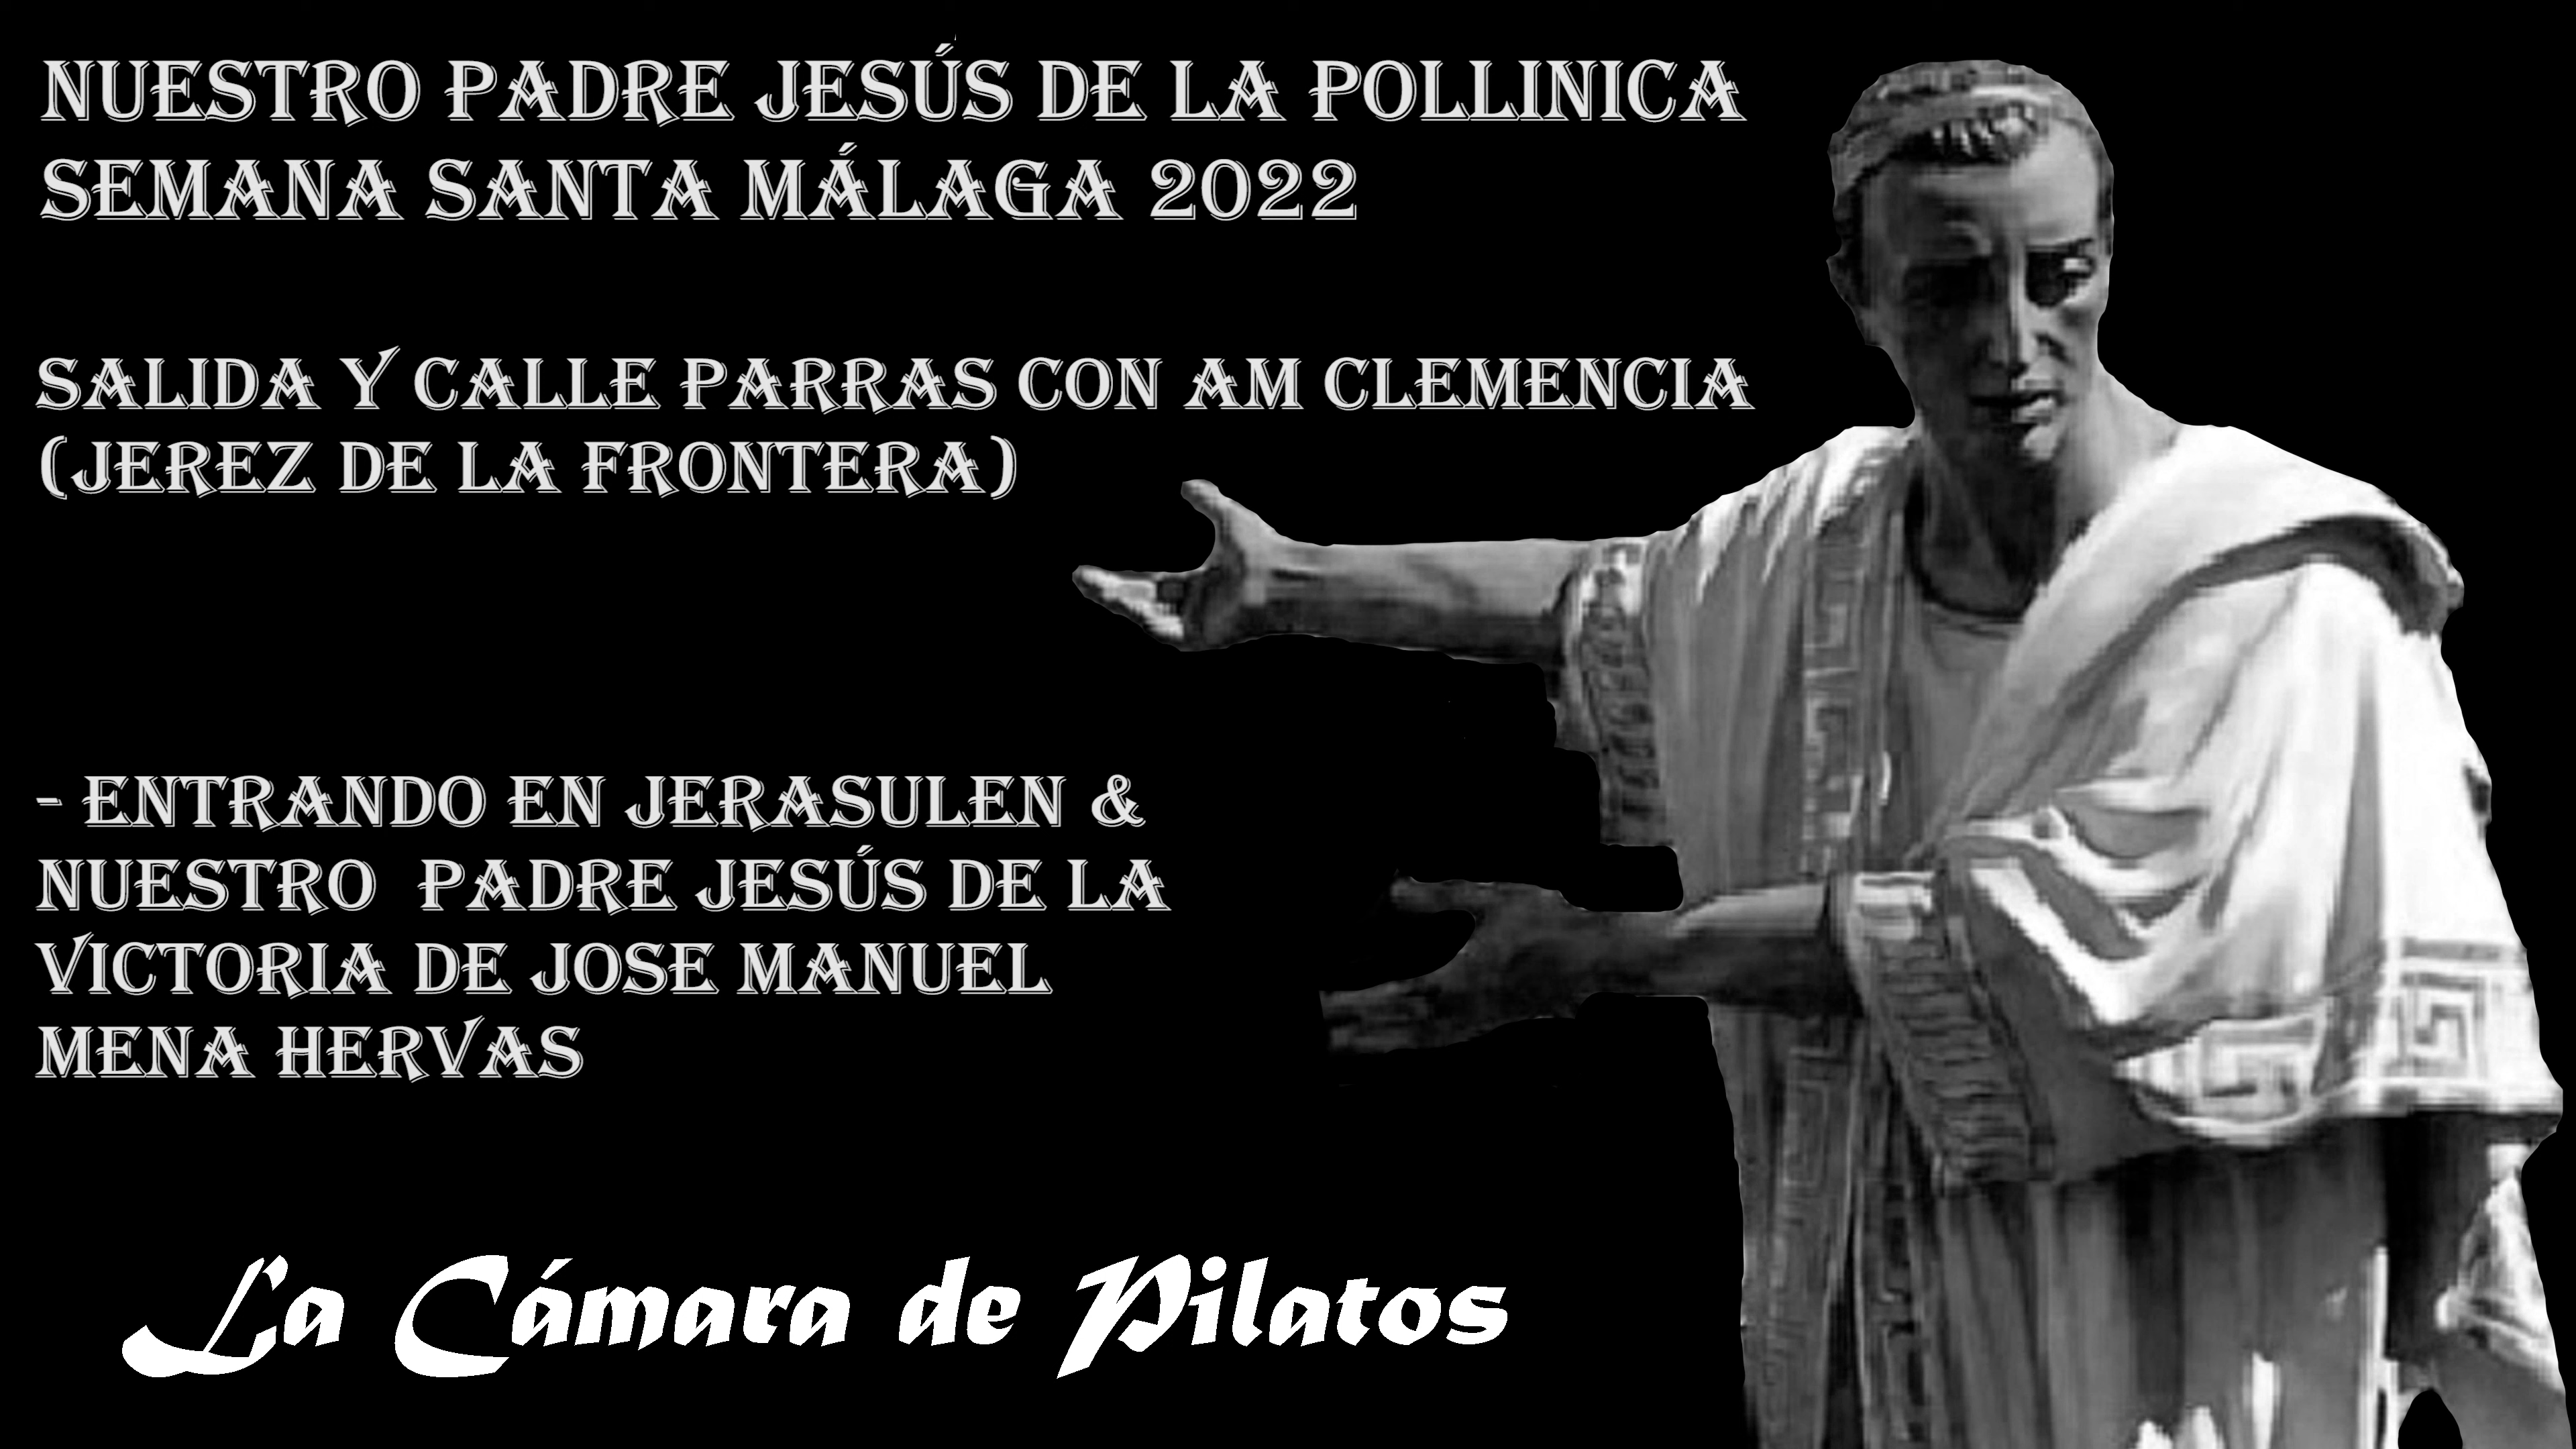 NUESTRO PADRE JESÚS DE LA POLLINICA
SEMANA SANTA MÁLAGA 2022
SALIDA Y CALLE PARRAS CON AM CLEMENCIA
(JEREZ DE LA FRONTERA)
- ENTRANDO EN JERASULEN &
NUESTRO PADRE JESÚS DE LA
VICTORIA DE JOSE MANUEL
MENA HERVAS
La Cámara de Pilatos